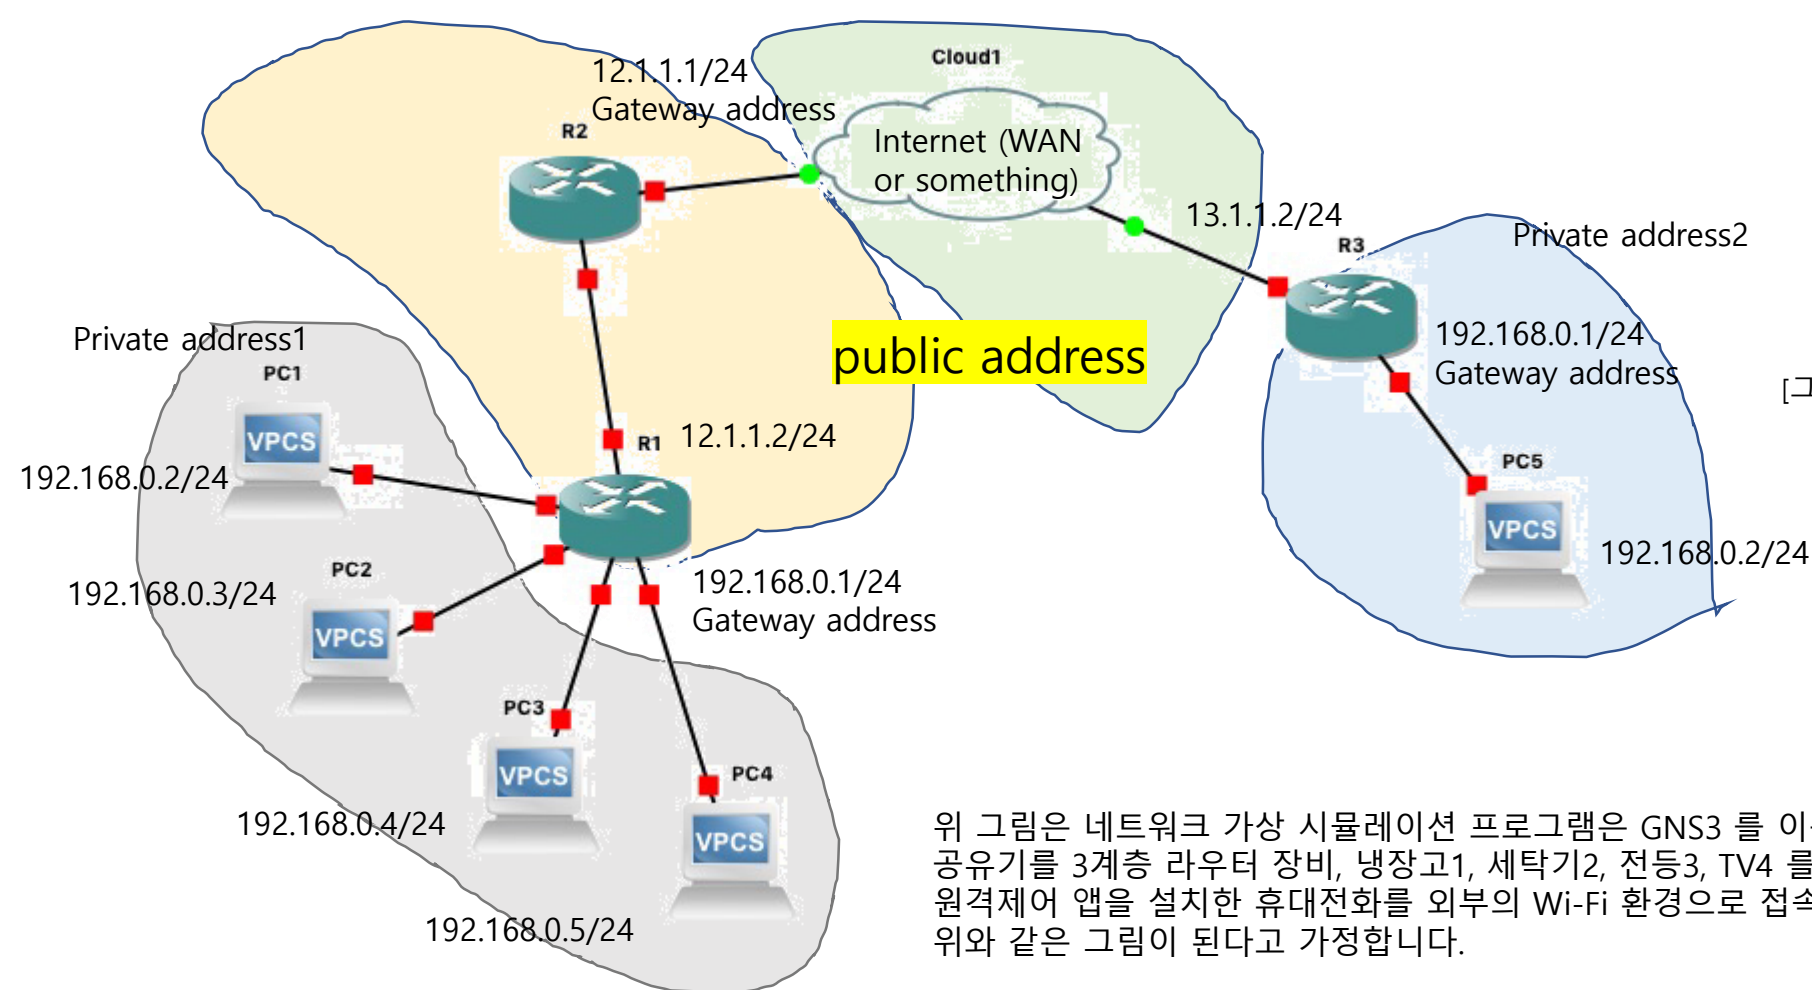 Cloud1
12.1.1.1/24
Gateway address
R2
Internet (WAN
or something)
13.1.1.2/24
R3
Private address2
Private address1
PC1
public address
192.168.0.1/24
Gateway address
[그
VPCS
R1
12.1.1.2/24
192.168.0.2/24
PC5
VPCS
192.168.0.2/24
PC2
192.168.0.3/24
VPCS
192.168.0.1/24
Gateway address
PC3
VPCS
PC4
VPCS
192.168.0.4/24
192.168.0.5/24
위 그림은 네트워크 가상 시뮬레이션 프로그램은 GNS3 를
공유기를 3계층 라우터 장비, 냉장고1, 세탁기2, 전등3, TV4 를
원격제어 앱을 설치한 휴대전화를 외부의 Wi-Fi 환경으로
위와 같은 그림이 된다고 가정합니다.